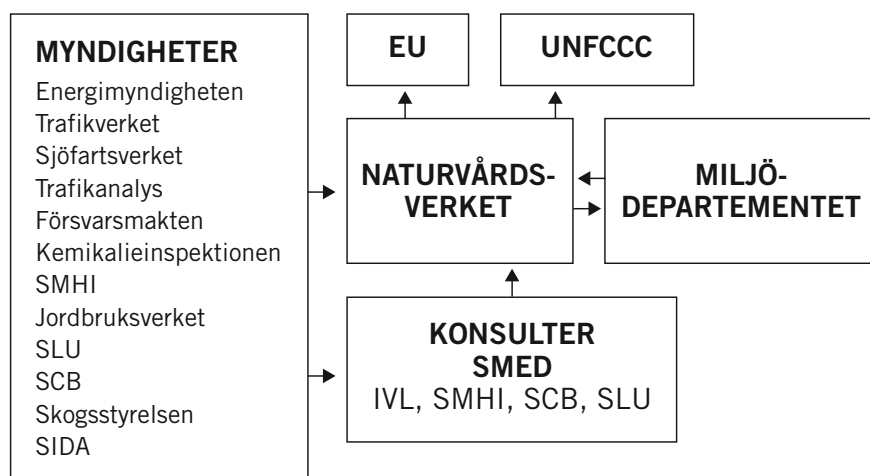 MYNDIGHETER
Energimyndigheten
Trafikverket
Sjöfartsverket
Trafikanalys
Försvarsmakten
Kemikalieinspektionen
SMHI
Jordbruksverket
SLU
SCB
Skogsstyrelsen
SIDA
EU
UNFCCC
NATURVÅRDS-
VERKET
MILJÖ-
DEPARTEMENTET
KONSULTER
SMED
IVL, SMHI, SCB, SLU